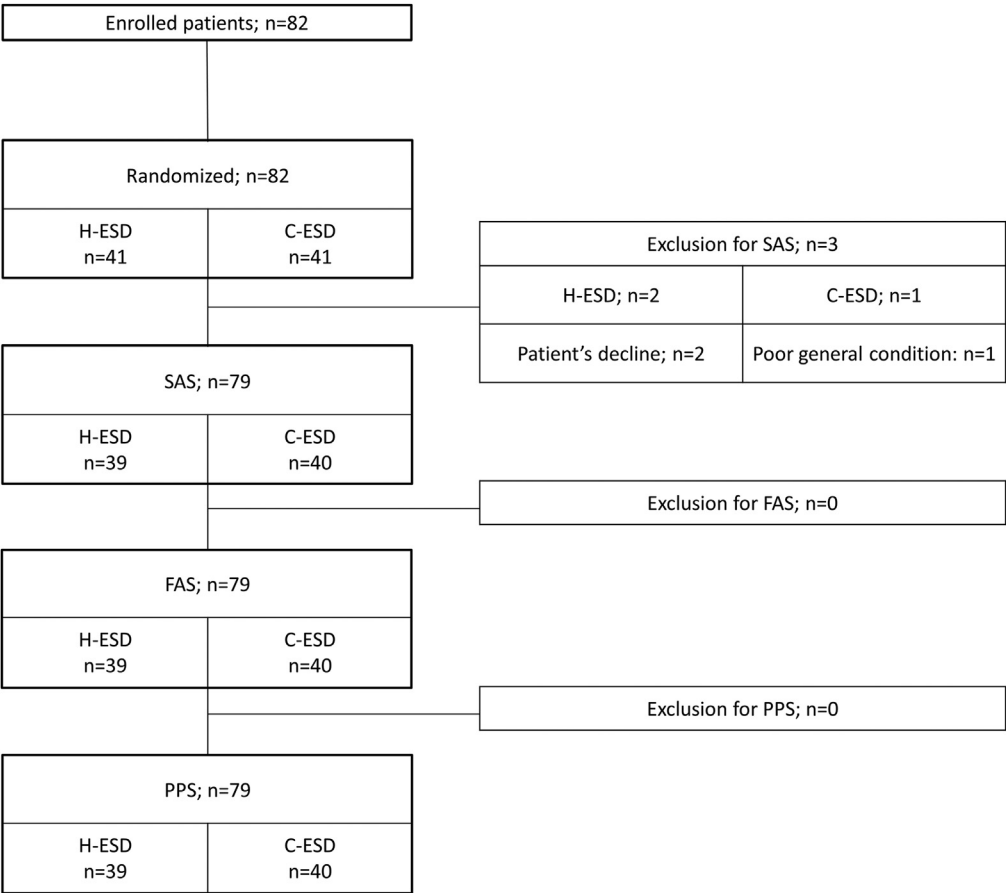 Enrolled patients; n=82
Randomized; n=82
H-ESD
n=41
C-ESD
n=41
Exclusion for SAS; n=3
H-ESD; n=2
C-ESD; n=1
Patient’s decline; n=2
Poor general condition: n=1
SAS; n=79
H-ESD
n=39
C-ESD
n=40
Exclusion for FAS; n=0
FAS; n=79
H-ESD
n=39
C-ESD
n=40
Exclusion for PPS; n=0
PPS; n=79
H-ESD
n=39
C-ESD
n=40